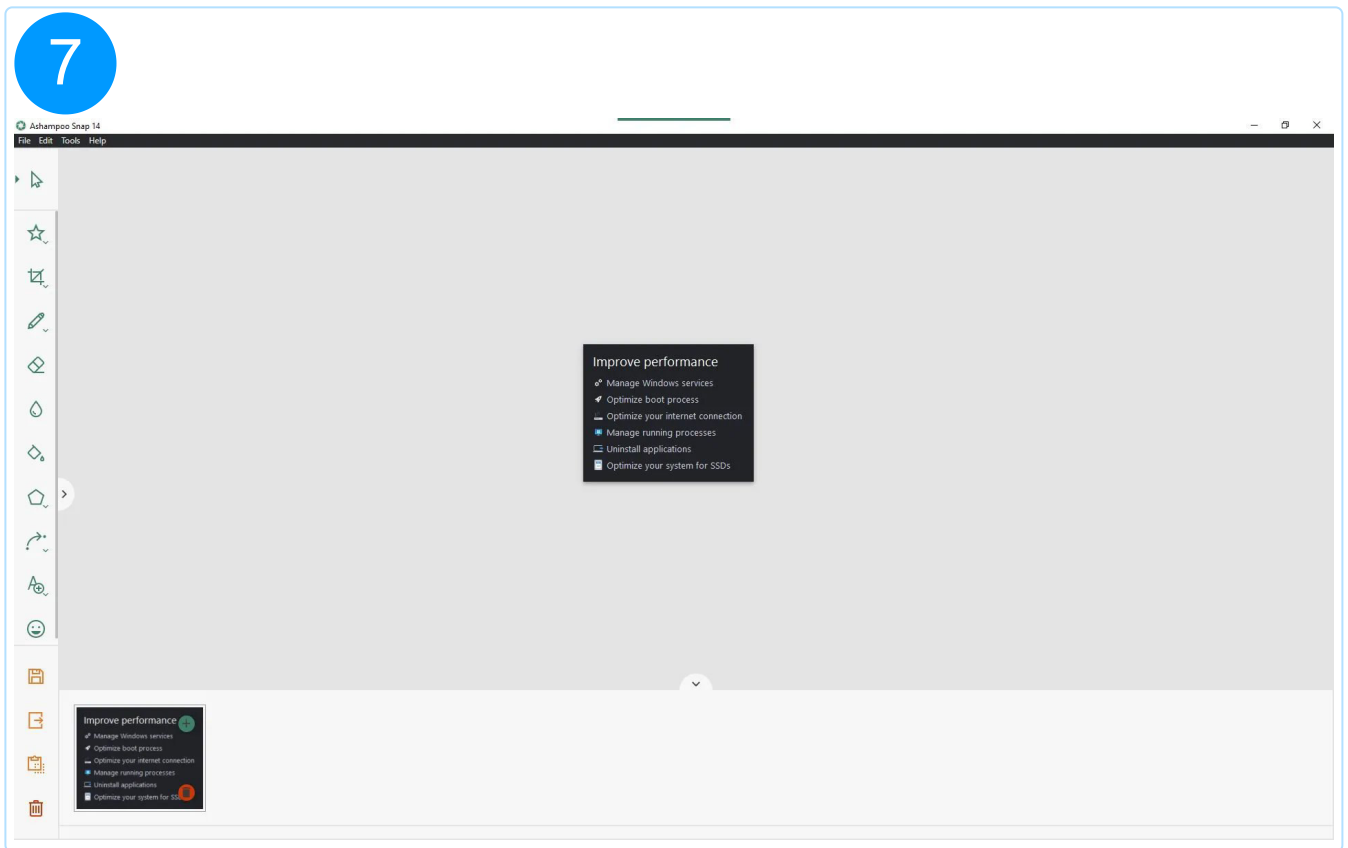 7
Ashampoo Snap 14
File Edit Tools Help
Improve performance
Manage Windows services
Optimize boot process
Optimize your internet connection
Manage running processes
Uninstall applications
Optimize your system for SSDs
Improve performance
Manage Windows services
Optimize boot process
Optimize your internet connection
Manage running processes
Uninstall applications
Optimize your system for